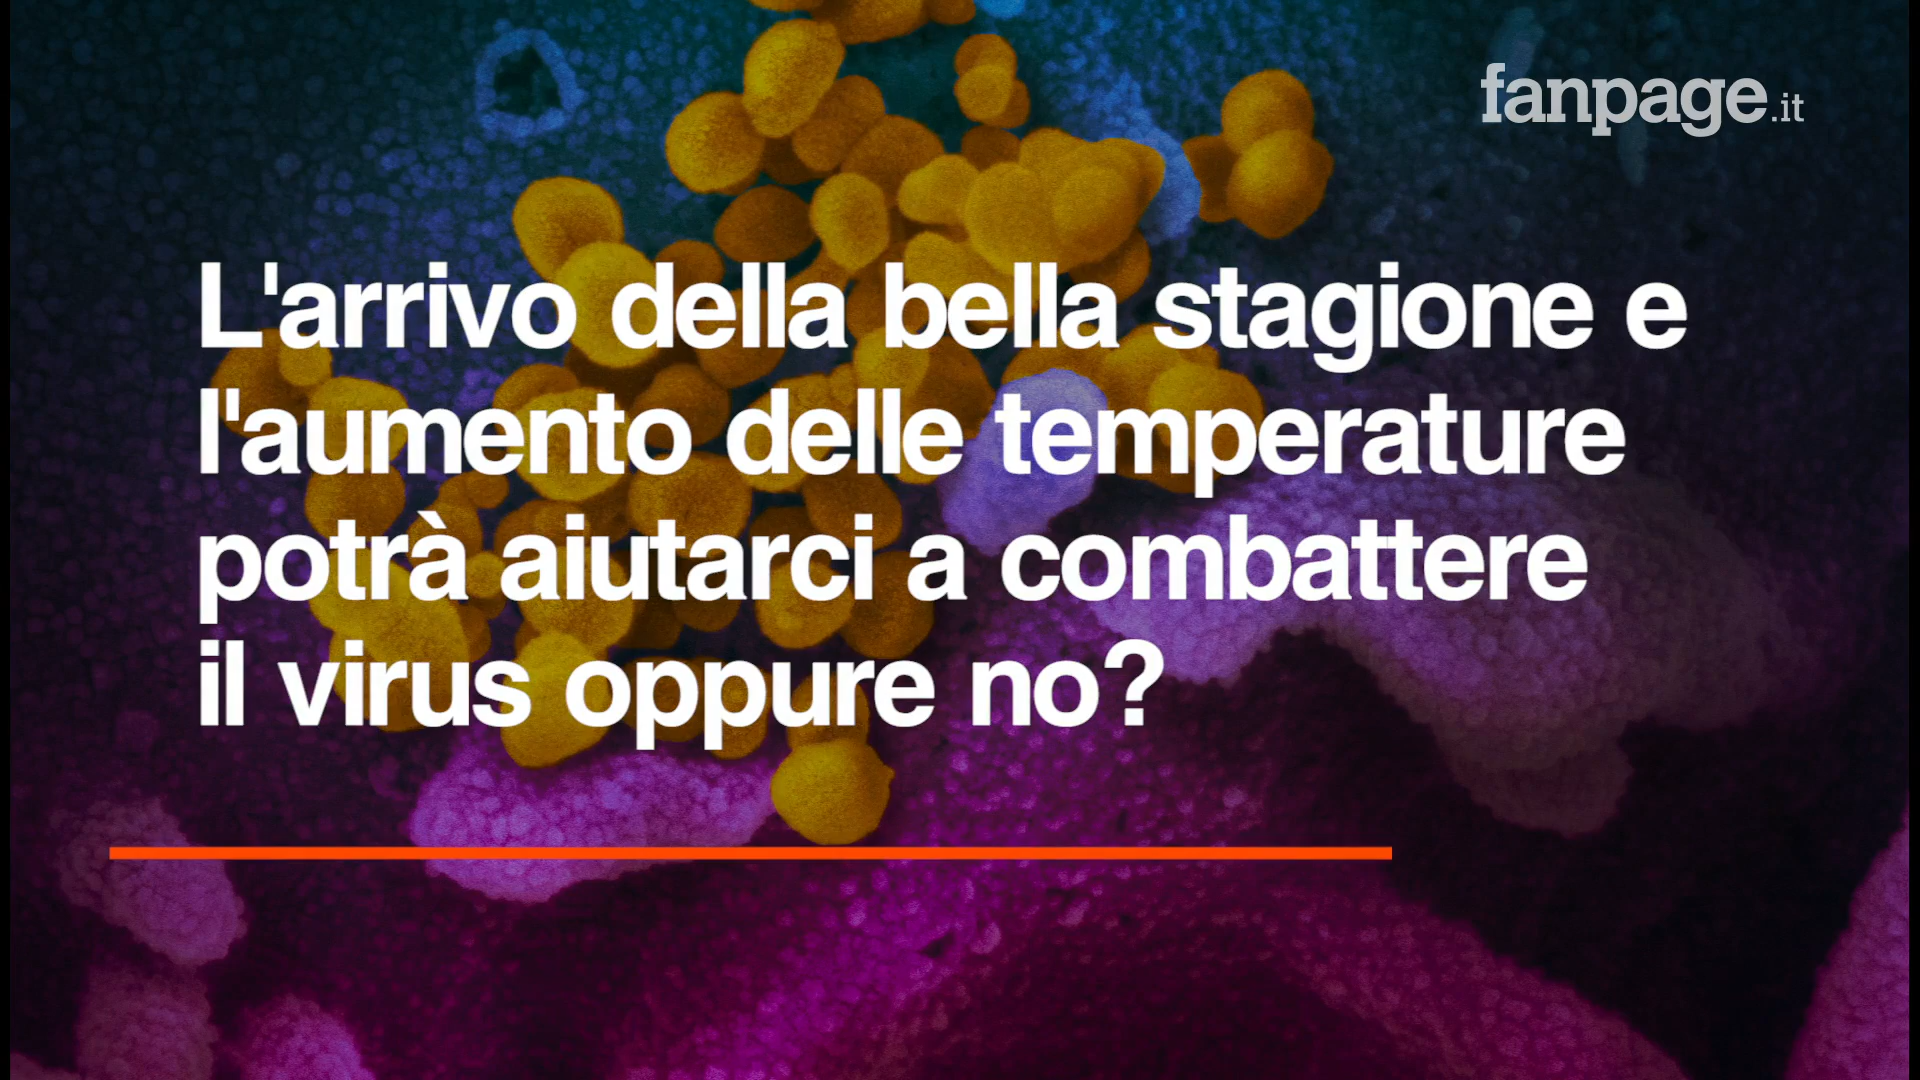 fanpage.it
L'arrivo della bella stagione e
l'aumento delle temperature
potrà aiutarci a combattere
il virus oppure no?